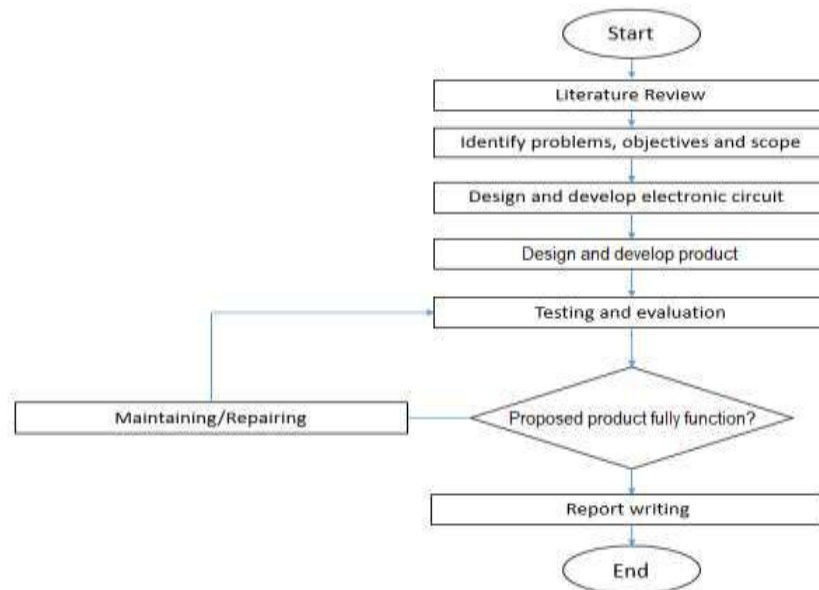 Start
Literature Review
Identify problems, objectives and scope
Design and develop electronic circuit
Design and develop product
Testing and evaluation
Proposed product fully function?
Maintaining/Repairing
Report writing
End